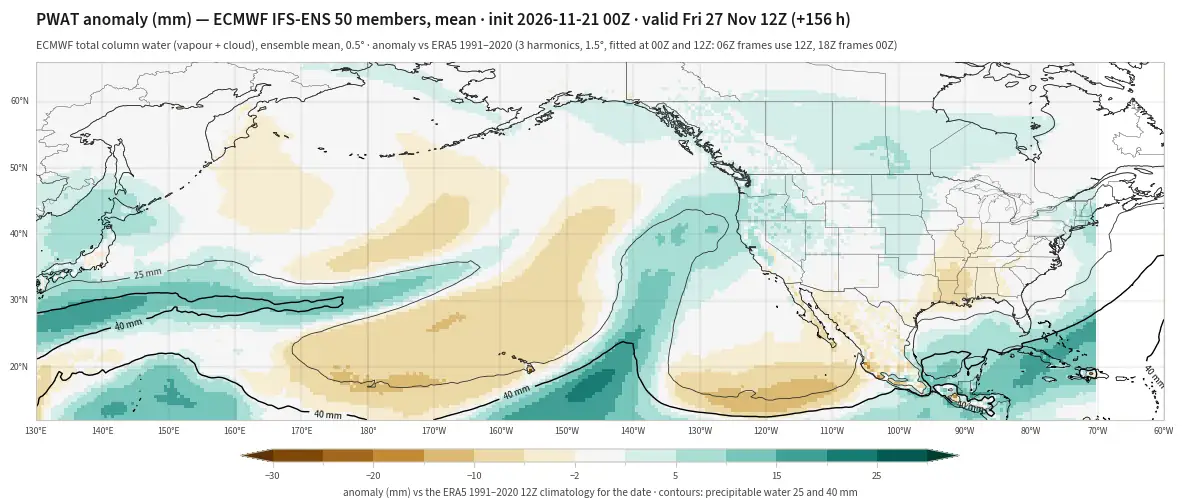 PWAT anomaly (mm) — ECMWF IFS-ENS 50 members, mean · init 2026-11-21 00Z · valid Fri 27 Nov 12Z (+156 h)
ECMWF total column water (vapour + cloud), ensemble mean, 0.5° · anomaly vs ERA5 1991–2020 (3 harmonics, 1.5°, fitted at 00Z and 12Z: 06Z frames use 12Z, 18Z frames 00Z)
60°N
50°N
40°N
30°N
20°N
25 mm
40 mm
40 mm
40 mm
40 mm
130°E 140°E 150°E 160°E 170°E 180° 170°W 160°W 150°W 140°W 130°W 120°W 110°W 100°W 90°W 80°W 70°W 60°W
−30 −20 −10 −2 5 15 25
anomaly (mm) vs the ERA5 1991–2020 12Z climatology for the date · contours: precipitable water 25 and 40 mm